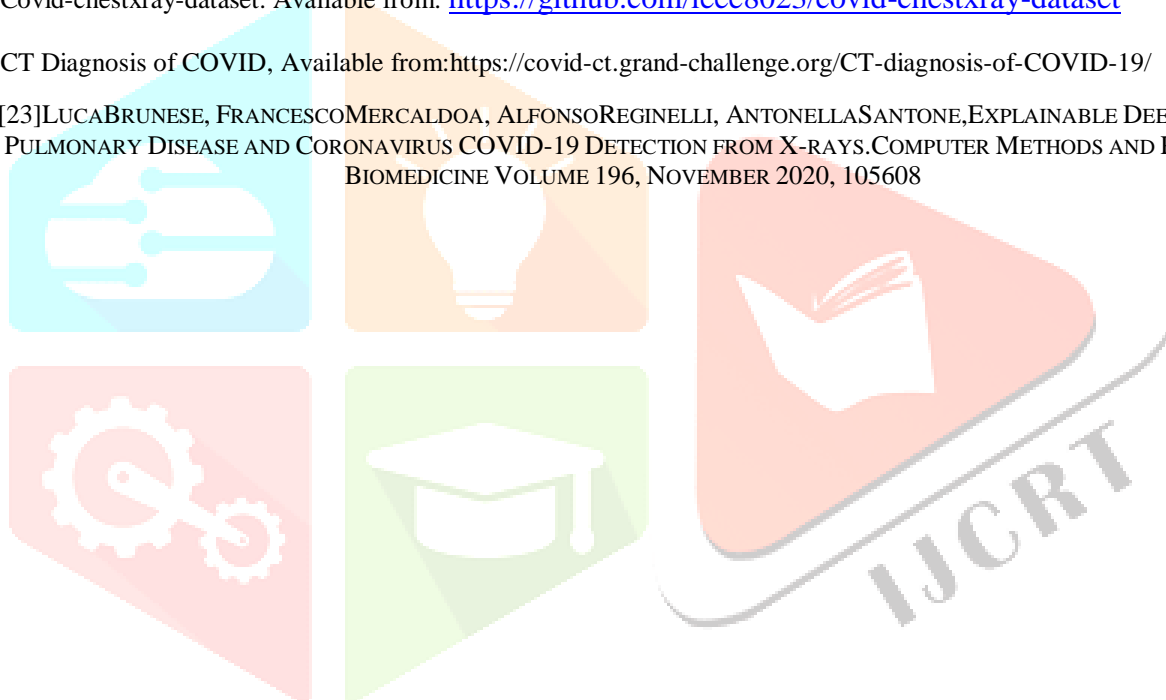 Covid-chestxray-dataset. Available from: https://github.com/ieee8023/covid-chestxray-dataset
CT Diagnosis of COVID, Available from:https://covid-ct.grand-challenge.org/CT-diagnosis-of-COVID-19/
[23]LUCABRUNESE, FRANCESCOMERCALDOA, ALFONSOREGINELLI, ANTONELLASANTONE,EXPLAINABLE DEE
PULMONARY DISEASE AND CORONAVIRUS COVID-19 DETECTION FROM X-RAYS.COMPUTER METHODS AND
BIOMEDICINE VOLUME 196, NOVEMBER 2020, 105608
IJCRT